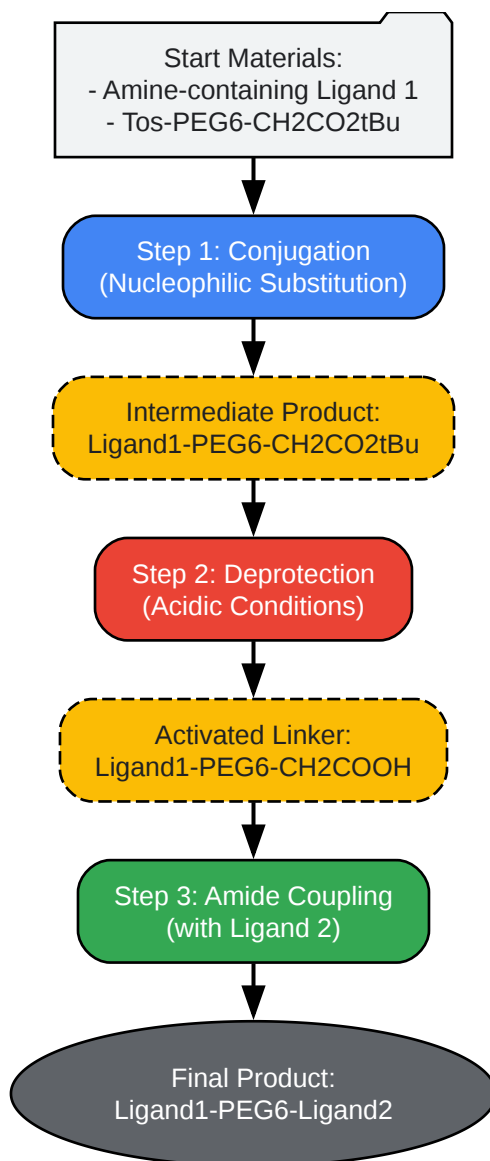 Start Materials:
- Amine-containing Ligand 1
- Tos-PEG6-CH2CO2tBu
Step 1: Conjugation
(Nucleophilic Substitution)
Intermediate Product:
Ligand1-PEG6-CH2CO2tBu
Step 2: Deprotection
(Acidic Conditions)
Activated Linker:
Ligand1-PEG6-CH2COOH
Step 3: Amide Coupling
(with Ligand 2)
Final Product:
Ligand1-PEG6-Ligand2